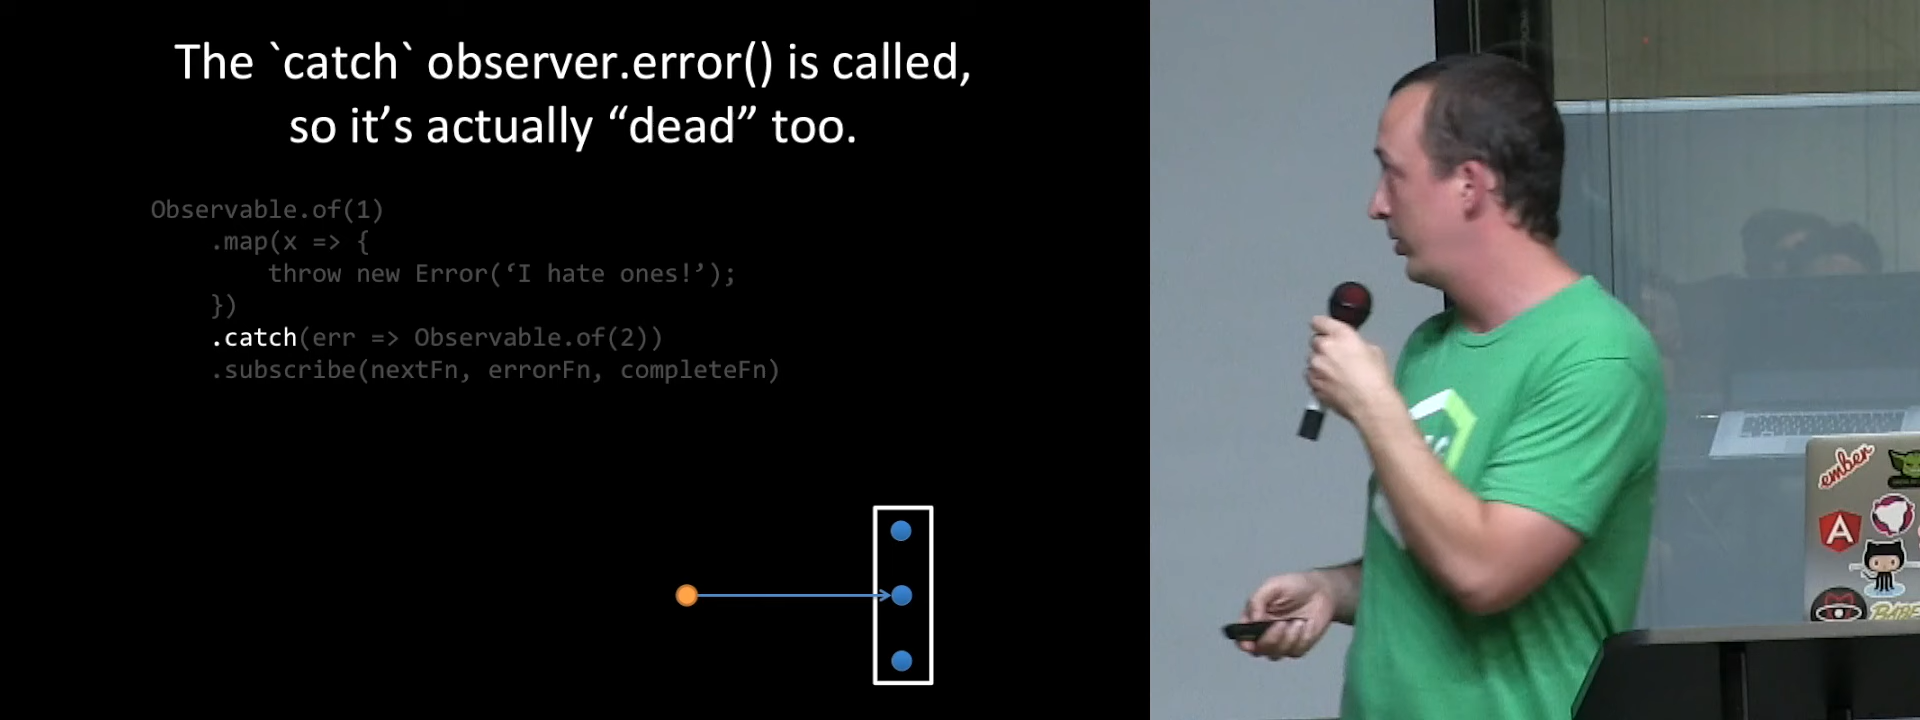 The `catch` observer.error() is called,
so it’s actually “dead” too.
Observable.of(1)
.map(x => {
throw new Error(‘I hate ones!’);
})
.catch(err => Observable.of(2))
.subscribe(nextFn, errorFn, completeFn)
ember
A